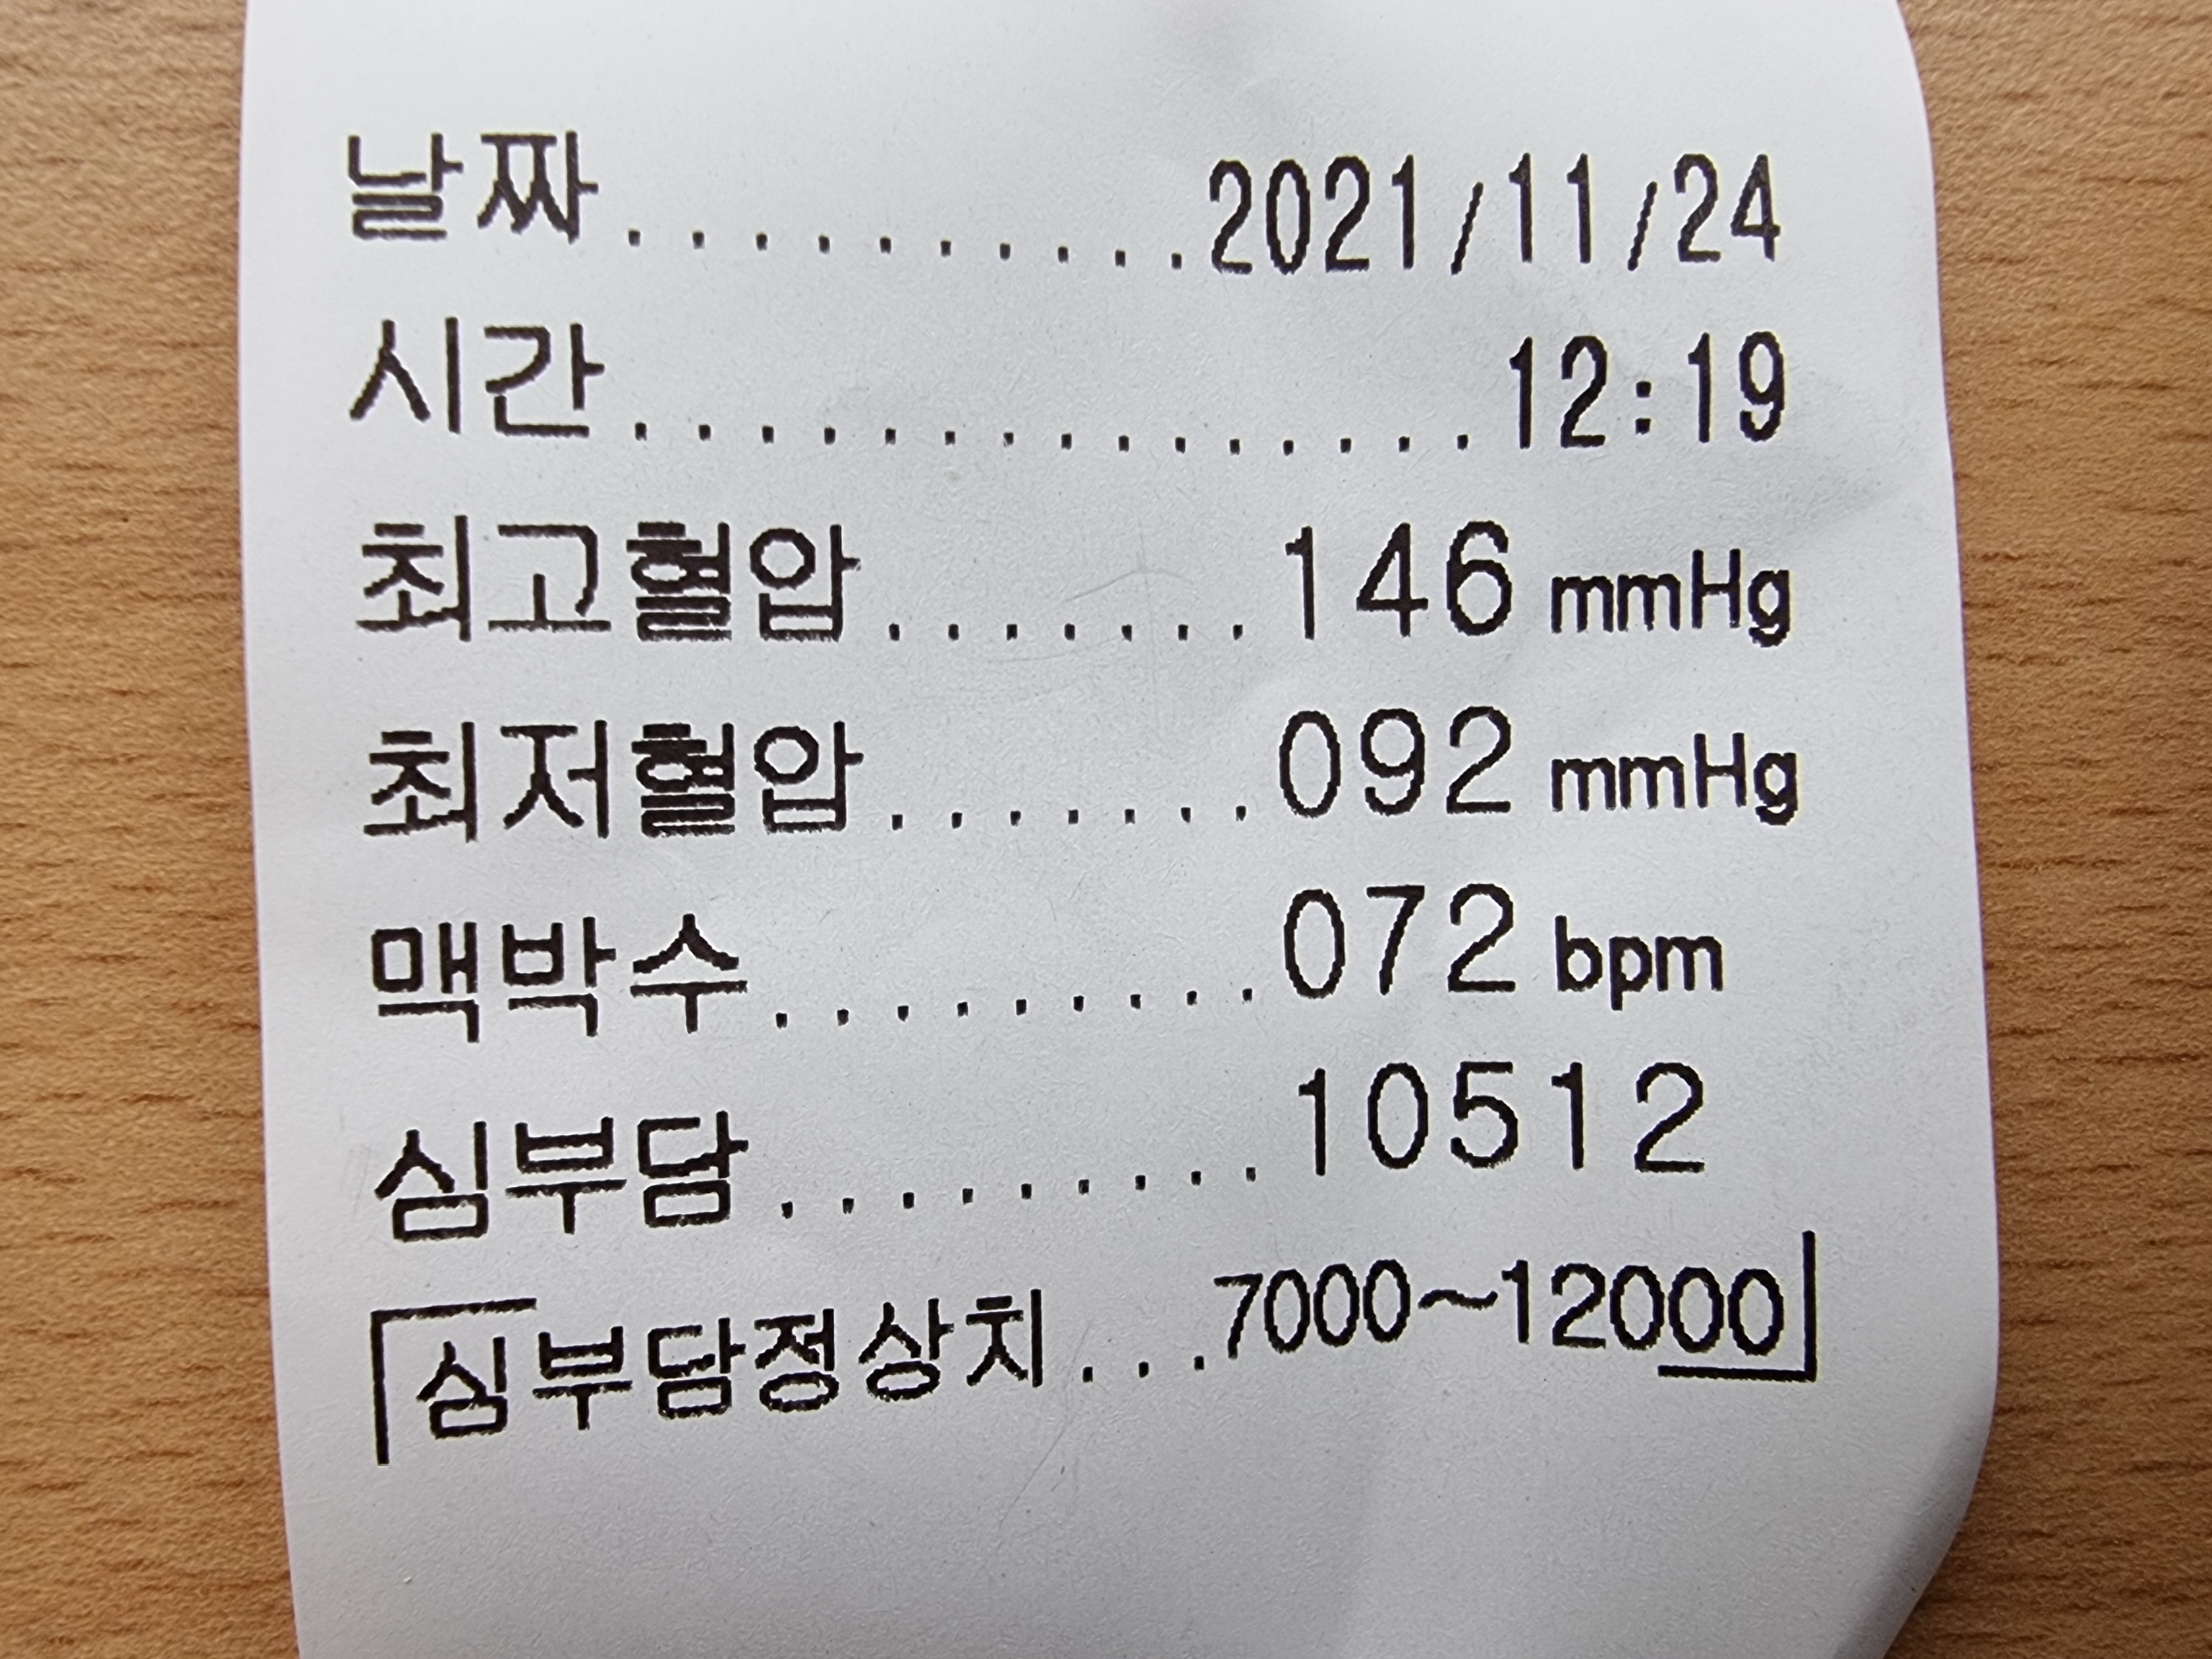 날짜..........2021/11/24
시간...............12:19
최고혈압.......146 mmHg
최저혈압.......092 mmHg
맥박수.........072 bpm
심부담.........10512
심부담정상치...7000~12000